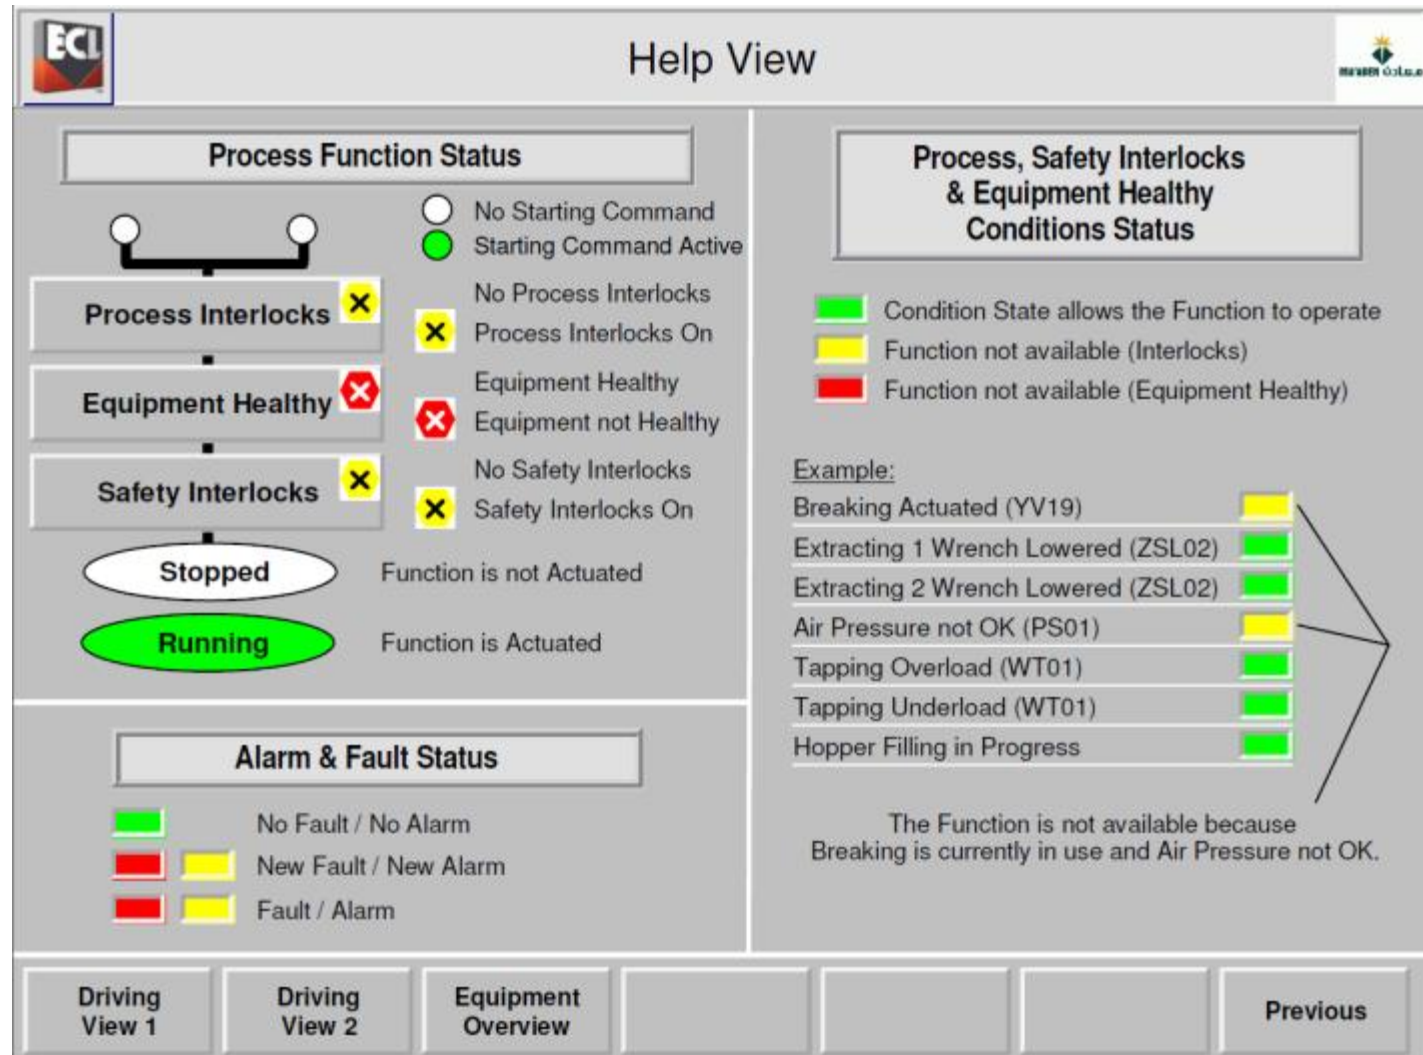 ECL
Help View
MA'ADEN معادن
Process Function Status
No Starting Command
Starting Command Active
Process Interlocks
No Process Interlocks
Process Interlocks On
Equipment Healthy
Equipment Healthy
Equipment not Healthy
Safety Interlocks
No Safety Interlocks
Safety Interlocks On
Stopped
Function is not Actuated
Running
Function is Actuated
Alarm & Fault Status
No Fault / No Alarm
New Fault / New Alarm
Fault / Alarm
Process, Safety Interlocks
& Equipment Healthy
Conditions Status
Condition State allows the Function to operate
Function not available (Interlocks)
Function not available (Equipment Healthy)
Example:
Breaking Actuated (YV19)
Extracting 1 Wrench Lowered (ZSL02)
Extracting 2 Wrench Lowered (ZSL02)
Air Pressure not OK (PS01)
Tapping Overload (WT01)
Tapping Underload (WT01)
Hopper Filling in Progress
The Function is not available because
Breaking is currently in use and Air Pressure not OK.
Driving
View 1
Driving
View 2
Equipment
Overview
Previous